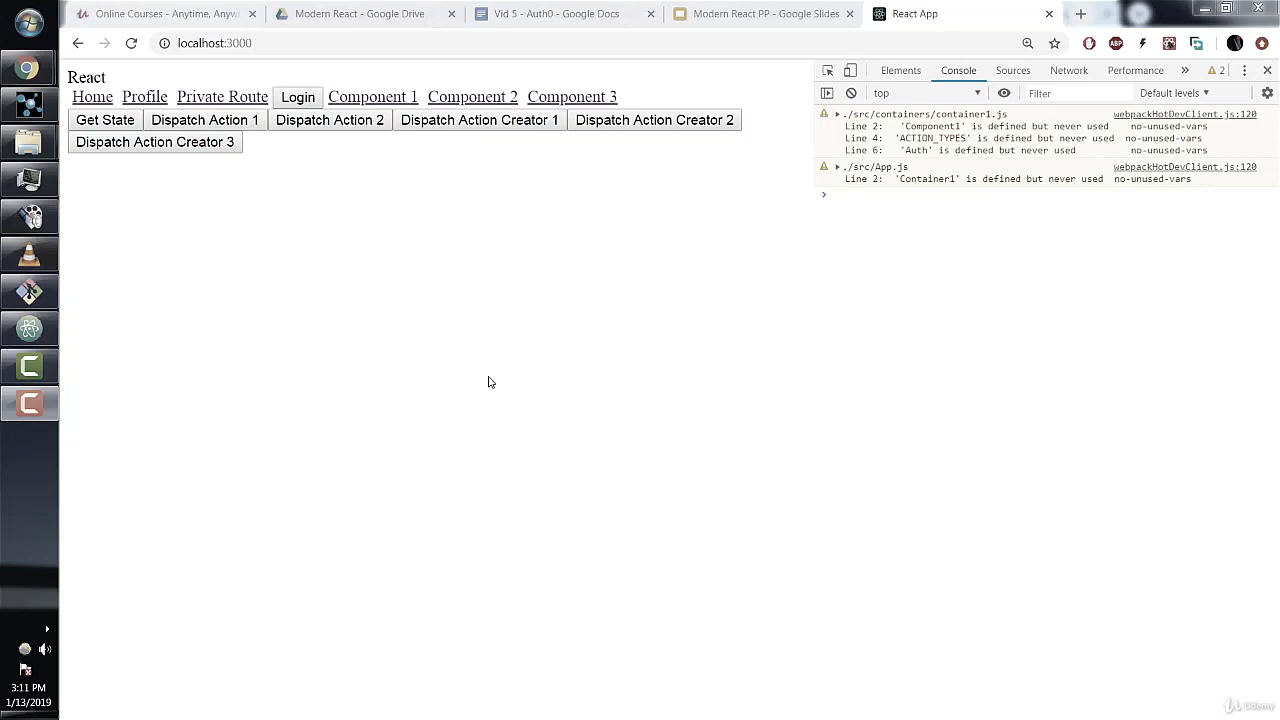 Online Courses - Anytime, Anyw
Modern React - Google Drive
Vid 5 - Auth0 - Google Docs
Modern React PP - Google Slides
React App
localhost:3000
ABP
React
Home Profile Private Route Login Component 1 Component 2 Component 3
Get State Dispatch Action 1 Dispatch Action 2 Dispatch Action Creator 1 Dispatch Action Creator 2
Dispatch Action Creator 3
Elements Console Sources Network Performance » 2
top Filter Default levels
./src/containers/container1.js webpackHotDevClient.js:120
Line 2: 'Component1' is defined but never used no-unused-vars
Line 4: 'ACTION_TYPES' is defined but never used no-unused-vars
Line 6: 'Auth' is defined but never used no-unused-vars
./src/App.js webpackHotDevClient.js:120
Line 2: 'Container1' is defined but never used no-unused-vars
3:11 PM
1/13/2019
Udemy